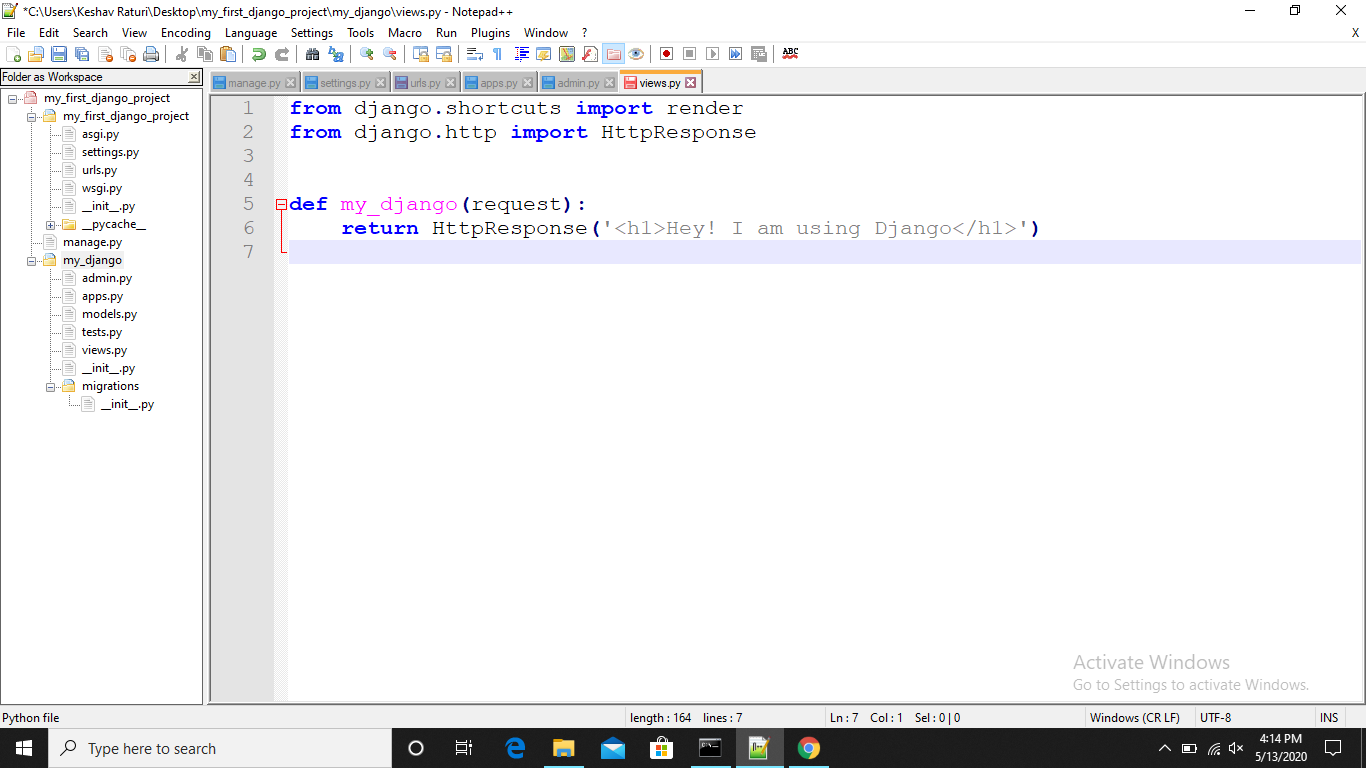 *C:\Users\Keshav Raturi\Desktop\my_first_django_project\my_django\views.py - Notepad++
File Edit Search View Encoding Language Settings Tools Macro Run Plugins Window ? X
ABC
Folder as Workspace
manage.py settings.py urls.py apps.py admin.py views.py
my_first_django_project
my_first_django_project
asgi.py
settings.py
urls.py
wsgi.py
__init__.py
__pycache__
manage.py
my_django
admin.py
apps.py
models.py
tests.py
views.py
__init__.py
migrations
__init__.py
1 from django.shortcuts import render
2 from django.http import HttpResponse
3
4
5 def my_django(request):
6 return HttpResponse('<h1>Hey! I am using Django</h1>')
7
Activate Windows
Go to Settings to activate Windows.
Python file length : 164 lines : 7 Ln : 7 Col : 1 Sel : 0 | 0 Windows (CR LF) UTF-8 INS
Type here to search
4:14 PM
5/13/2020